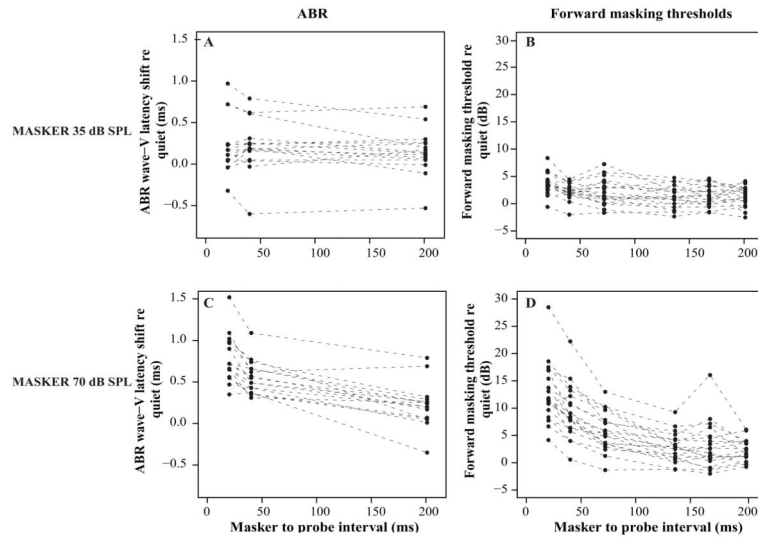 ABR
Forward masking thresholds
MASKER 35 dB SPL
A
ABR wave−V latency shift re
quiet (ms)
1.5
1.0
0.5
0.0
−0.5
0
50
100
150
200
B
Forward masking threshold re
quiet (dB)
30
25
20
15
10
5
0
−5
0
50
100
150
200
MASKER 70 dB SPL
C
ABR wave−V latency shift re
quiet (ms)
1.5
1.0
0.5
0.0
−0.5
0
50
100
150
200
Masker to probe interval (ms)
D
Forward masking threshold re
quiet (dB)
30
25
20
15
10
5
0
−5
0
50
100
150
200
Masker to probe interval (ms)